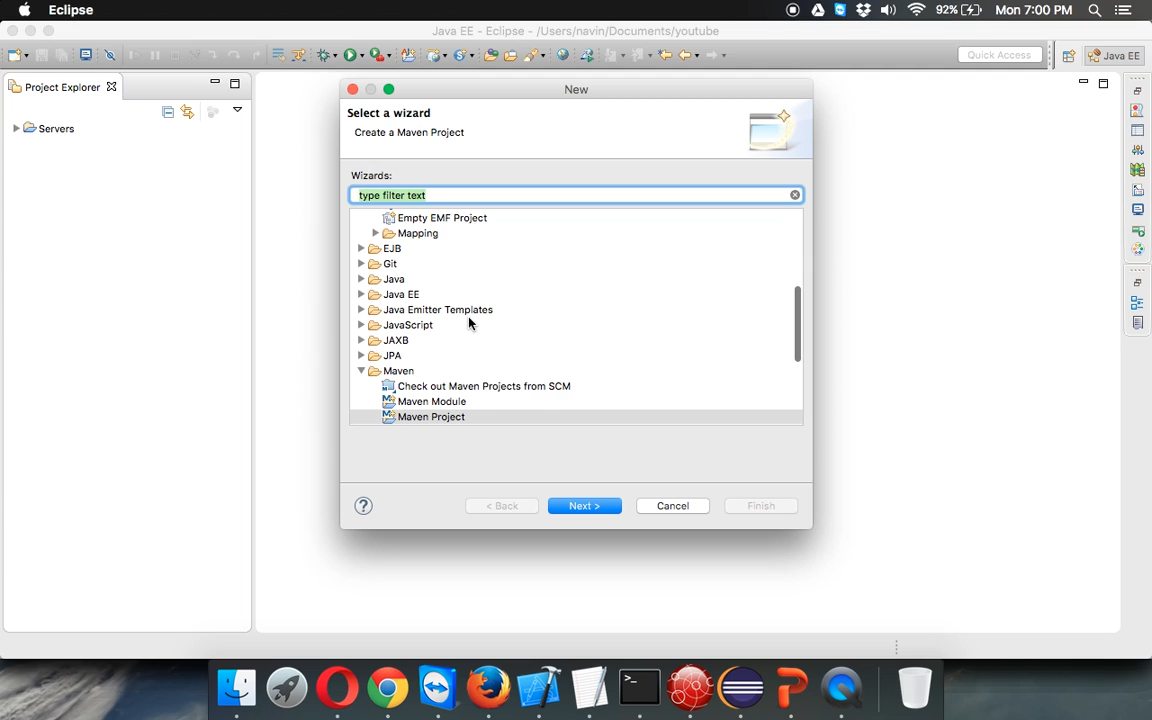 Eclipse
92%
Mon 7:00 PM
Java EE - Eclipse - /Users/navin/Documents/youtube
Quick Access
Java EE
Project Explorer
Servers
New
Select a wizard
Create a Maven Project
Wizards:
type filter text
Empty EMF Project
Mapping
EJB
Git
Java
Java EE
Java Emitter Templates
JavaScript
JAXB
JPA
Maven
Check out Maven Projects from SCM
Maven Module
Maven Project
?
< Back
Next >
Cancel
Finish